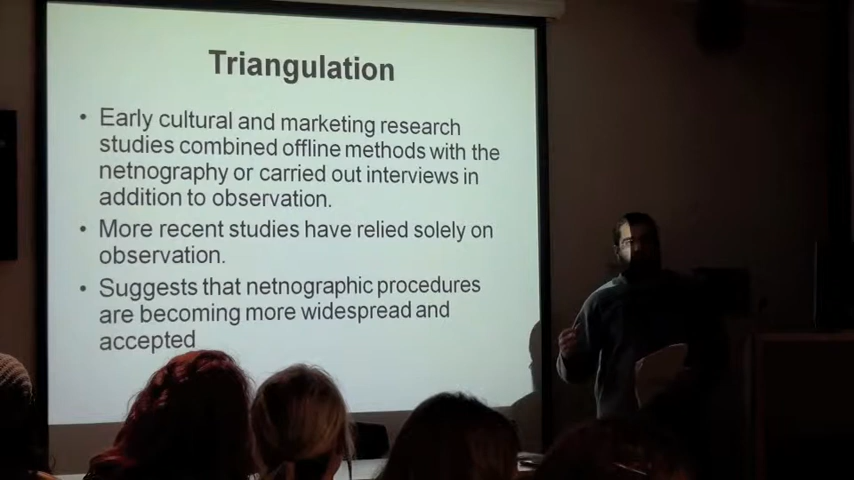 Triangulation
• Early cultural and marketing research
studies combined offline methods with the
netnography or carried out interviews in
addition to observation.
• More recent studies have relied solely on
observation.
• Suggests that netnographic procedures
are becoming more widespread and
accepted